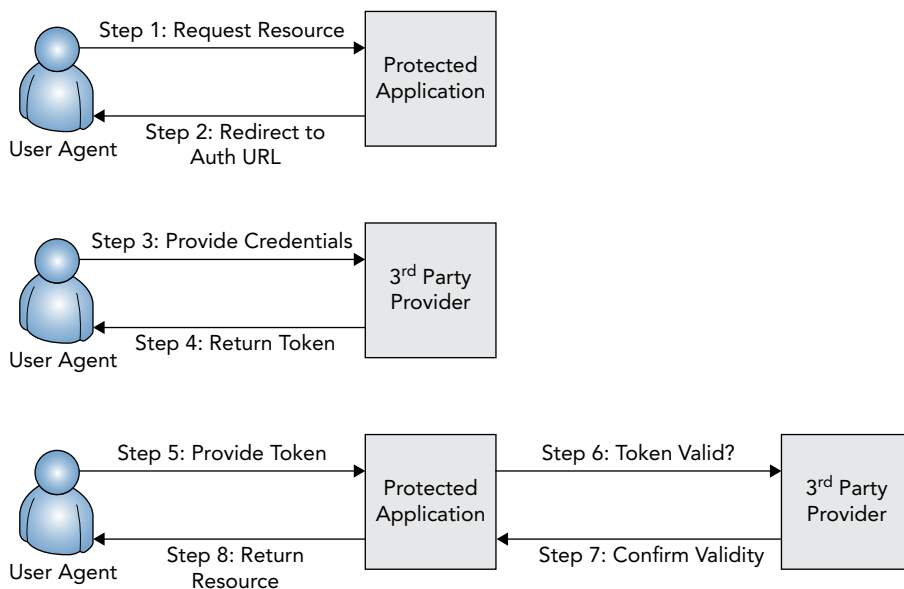 Step 1: Request Resource
Protected
Application
Step 2: Redirect to
Auth URL
User Agent
Step 3: Provide Credentials
3rd Party
Provider
Step 4: Return Token
User Agent
Step 5: Provide Token
Protected
Application
Step 6: Token Valid?
3rd Party
Provider
Step 8: Return
Resource
Step 7: Confirm Validity
User Agent